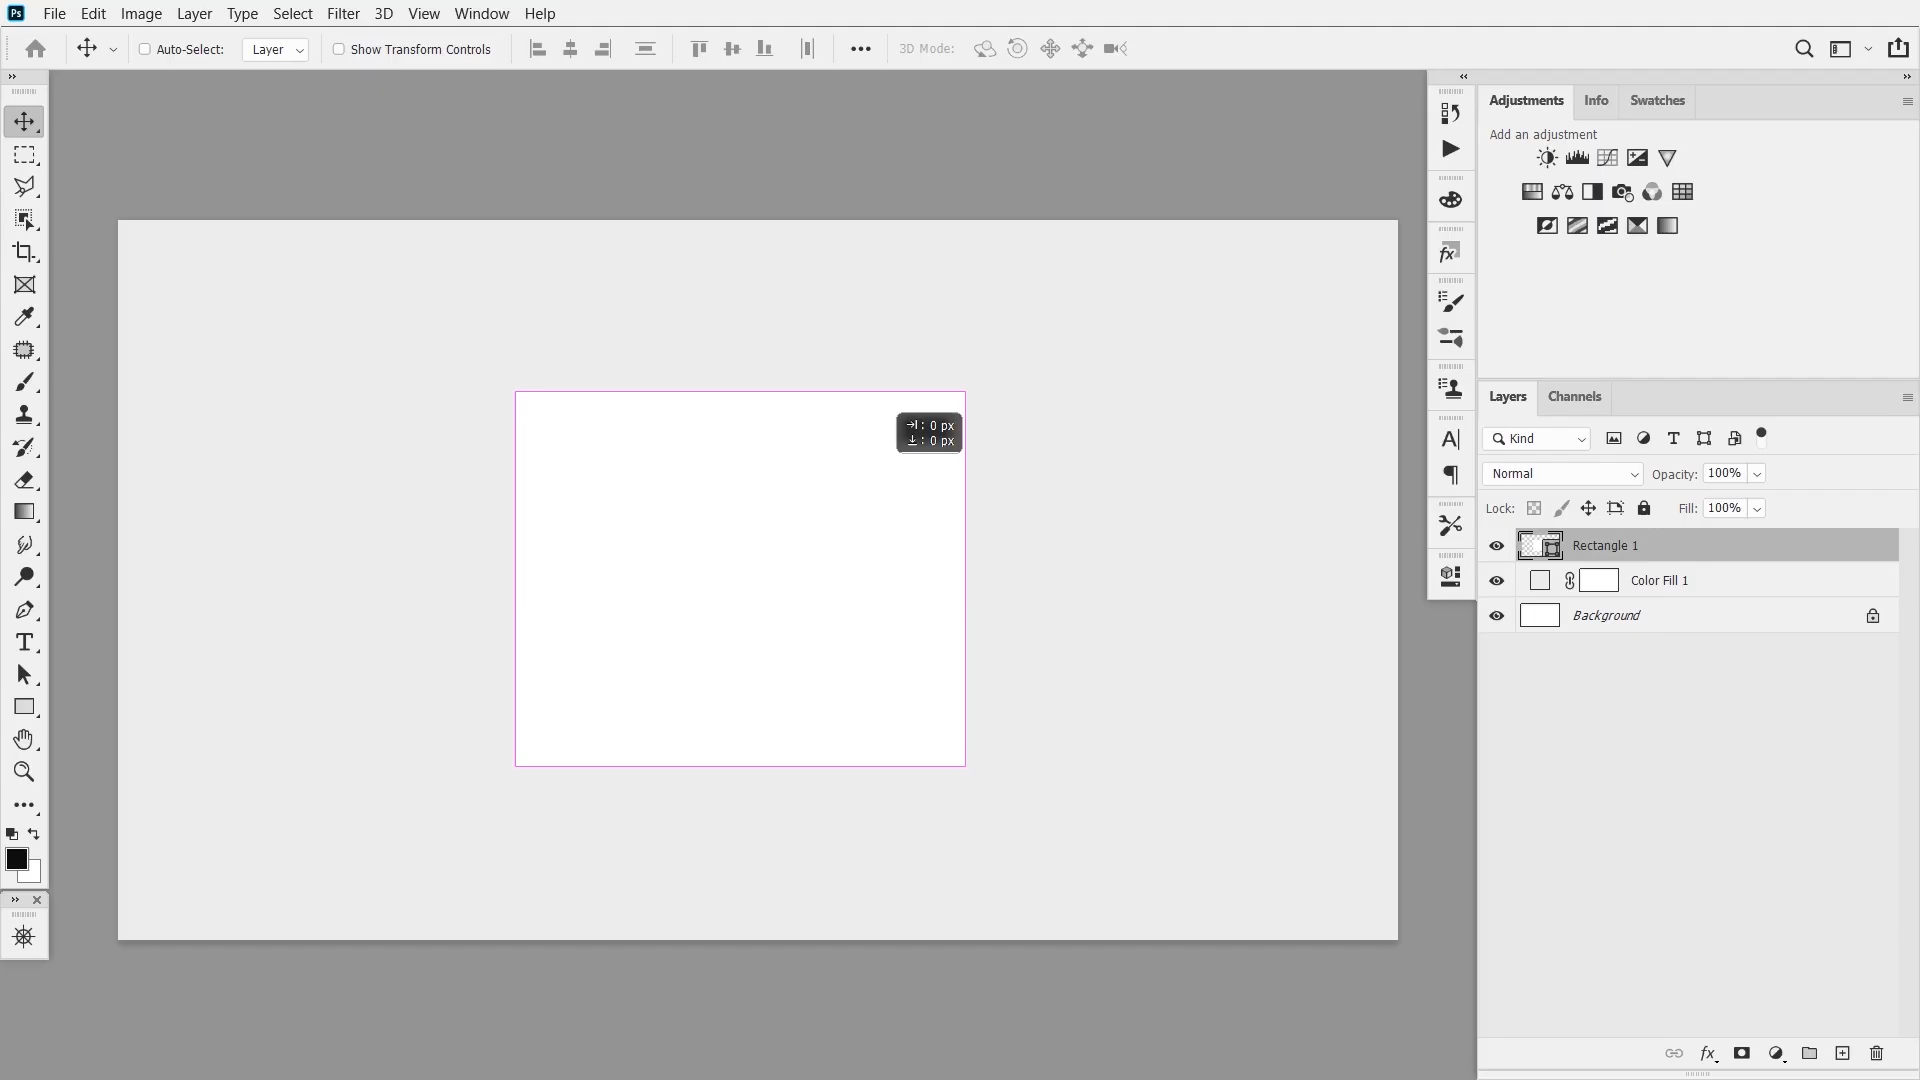 Ps File Edit Image Layer Type Select Filter 3D View Window Help
Auto-Select: Layer Show Transform Controls 3D Mode:
Adjustments Info Swatches
Add an adjustment
fx
: 0 px
: 0 px
Layers Channels
Kind
Normal Opacity: 100%
Lock: Fill: 100%
Rectangle 1
Color Fill 1
Background
fx